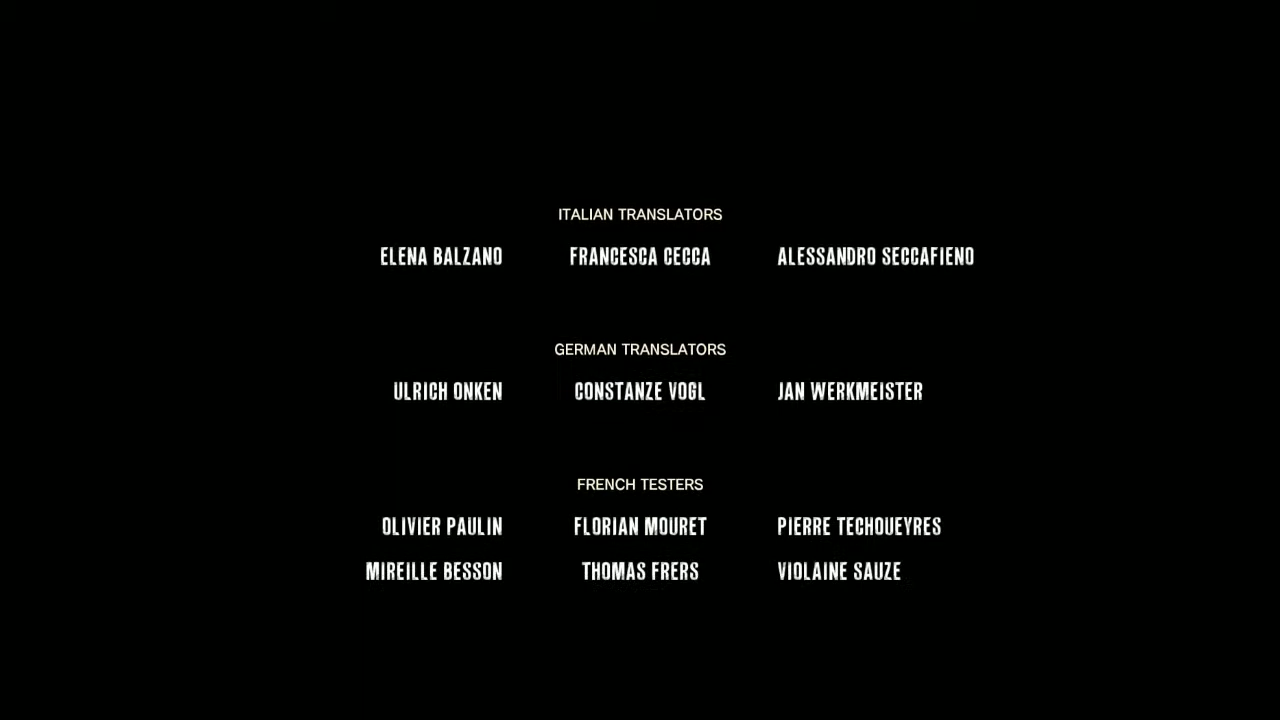 ITALIAN TRANSLATORS
ELENA BALZANO FRANCESCA CECCA ALESSANDRO SECCAFIENO
GERMAN TRANSLATORS
ULRICH ONKEN CONSTANZE VOGL JAN WERKMEISTER
FRENCH TESTERS
OLIVIER PAULIN FLORIAN MOURET PIERRE TECHOUEYRES
MIREILLE BESSON THOMAS FRERS VIOLAINE SAUZE